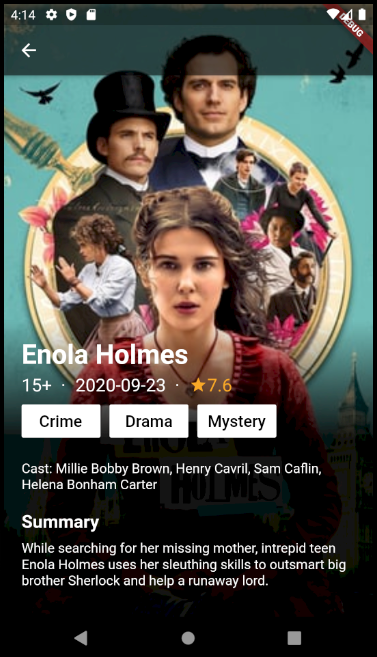 4:14
DEBUG
Enola Holmes
15+ · 2020-09-23 · ★7.6
Crime Drama Mystery
Cast: Millie Bobby Brown, Henry Cavril, Sam Caflin,
Helena Bonham Carter
HOLMES
Summary
While searching for her missing mother, intrepid teen
Enola Holmes uses her sleuthing skills to outsmart big
brother Sherlock and help a runaway lord.